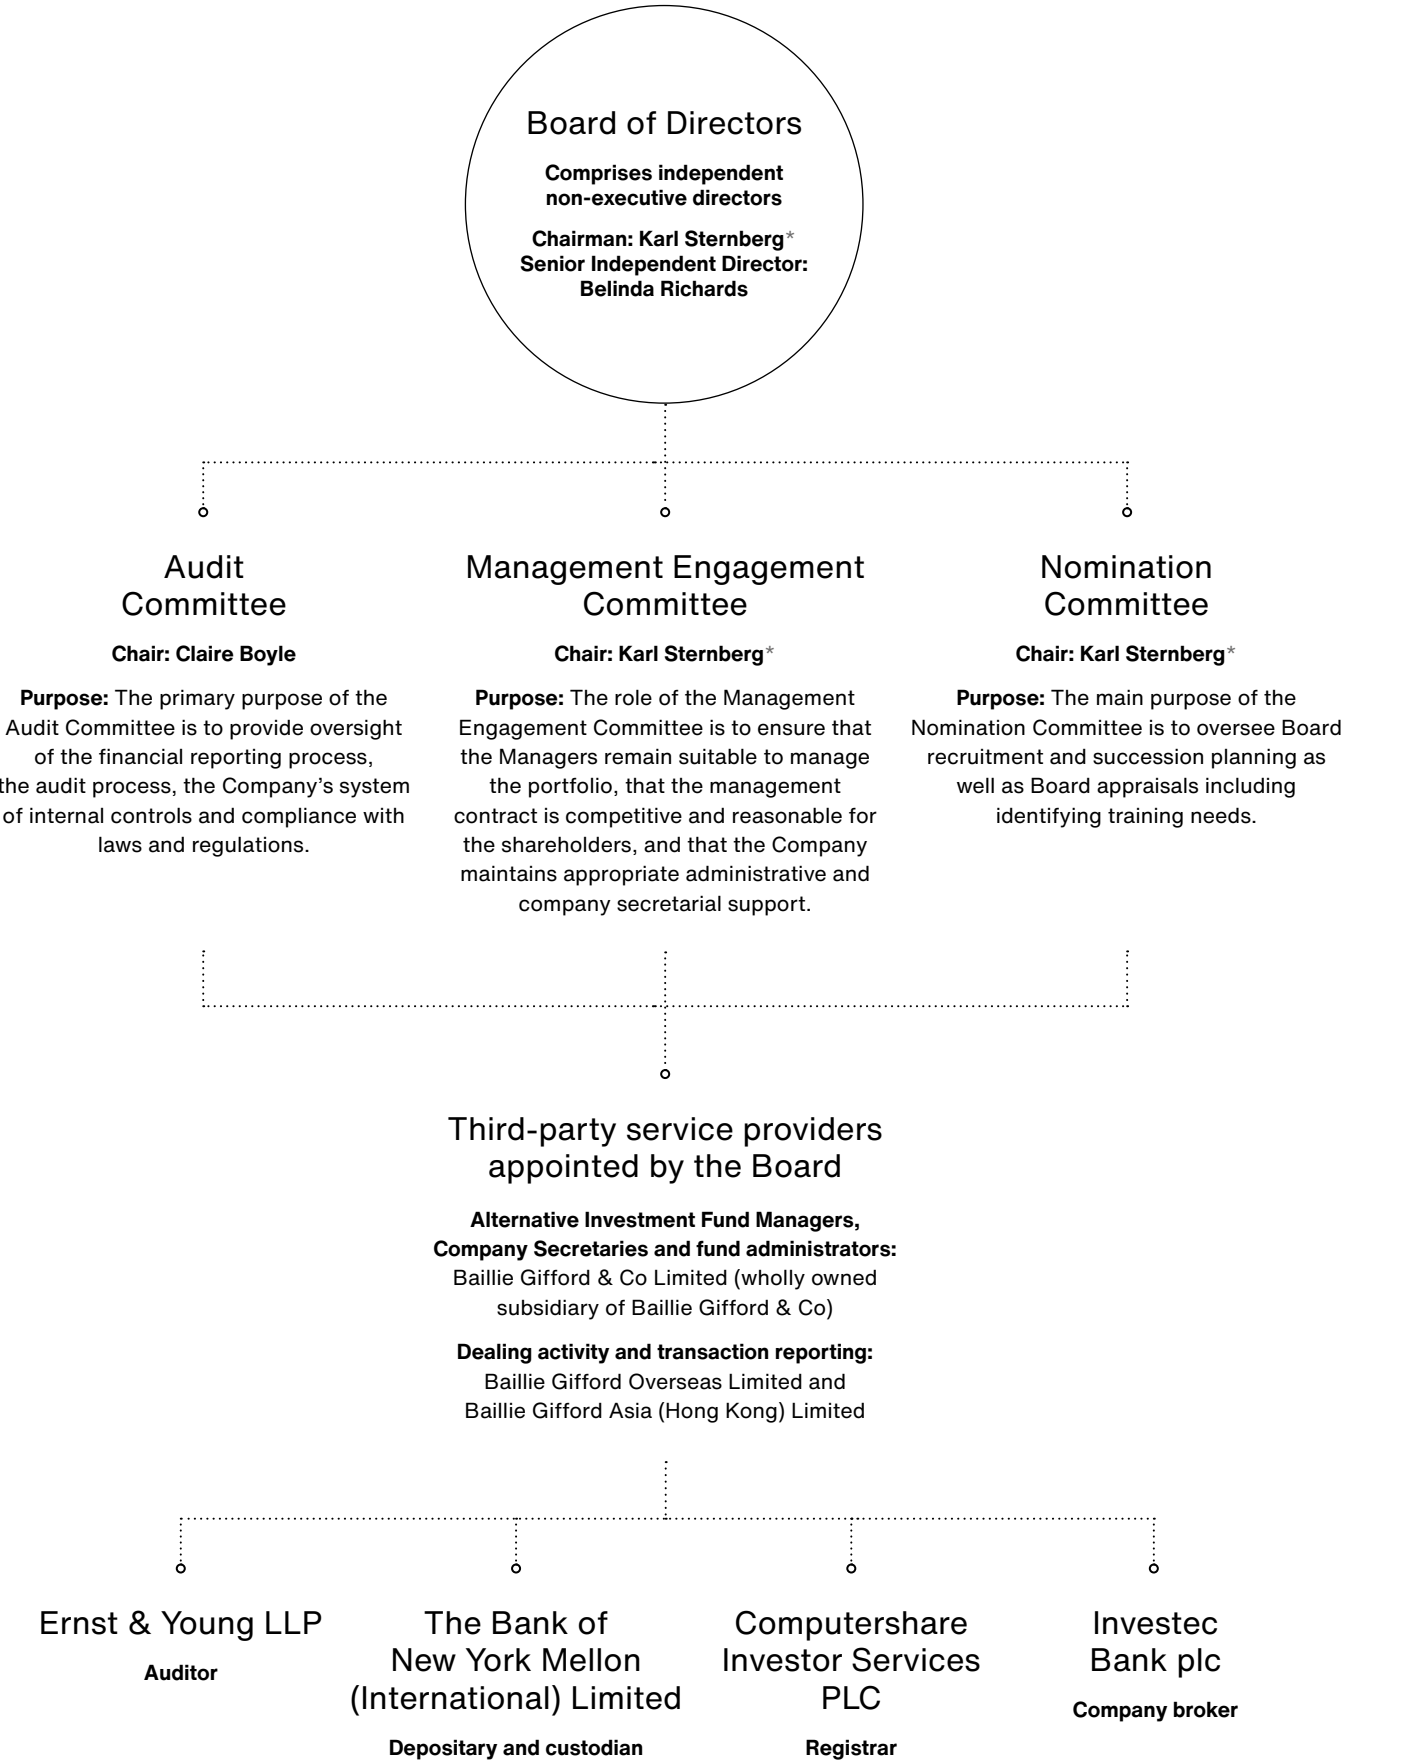 Board of Directors
Comprises independent
non-executive directors
Chairman: Karl Sternberg*
Senior Independent Director:
Belinda Richards
Audit
Committee
Chair: Claire Boyle
Purpose: The primary purpose of the
Audit Committee is to provide oversight
of the financial reporting process,
the audit process, the Company’s system
of internal controls and compliance with
laws and regulations.
Management Engagement
Committee
Chair: Karl Sternberg*
Purpose: The role of the Management
Engagement Committee is to ensure that
the Managers remain suitable to manage
the portfolio, that the management
contract is competitive and reasonable for
the shareholders, and that the Company
maintains appropriate administrative and
company secretarial support.
Nomination
Committee
Chair: Karl Sternberg*
Purpose: The main purpose of the
Nomination Committee is to oversee Board
recruitment and succession planning as
well as Board appraisals including
identifying training needs.
Third-party service providers
appointed by the Board
Alternative Investment Fund Managers,
Company Secretaries and fund administrators:
Baillie Gifford & Co Limited (wholly owned
subsidiary of Baillie Gifford & Co)
Dealing activity and transaction reporting:
Baillie Gifford Overseas Limited and
Baillie Gifford Asia (Hong Kong) Limited
Ernst & Young LLP
Auditor
The Bank of
New York Mellon
(International) Limited
Depositary and custodian
Computershare
Investor Services
PLC
Registrar
Investec
Bank plc
Company broker